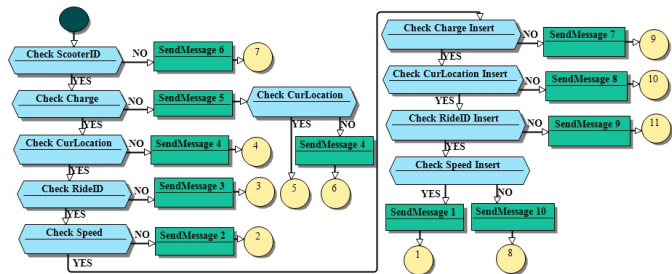 Check ScooterID
NO
SendMessage 6
7
YES
Check Charge
NO
SendMessage 5
Check CurLocation
YES
NO
Check CurLocation
NO
SendMessage 4
4
YES
5
SendMessage 4
6
Check RideID
NO
SendMessage 3
3
YES
Check Speed
NO
SendMessage 2
2
YES
Check Charge Insert
NO
SendMessage 7
9
YES
Check CurLocation Insert
NO
SendMessage 8
10
YES
Check RideID Insert
NO
SendMessage 9
11
YES
Check Speed Insert
YES
NO
SendMessage 1
SendMessage 10
1
8